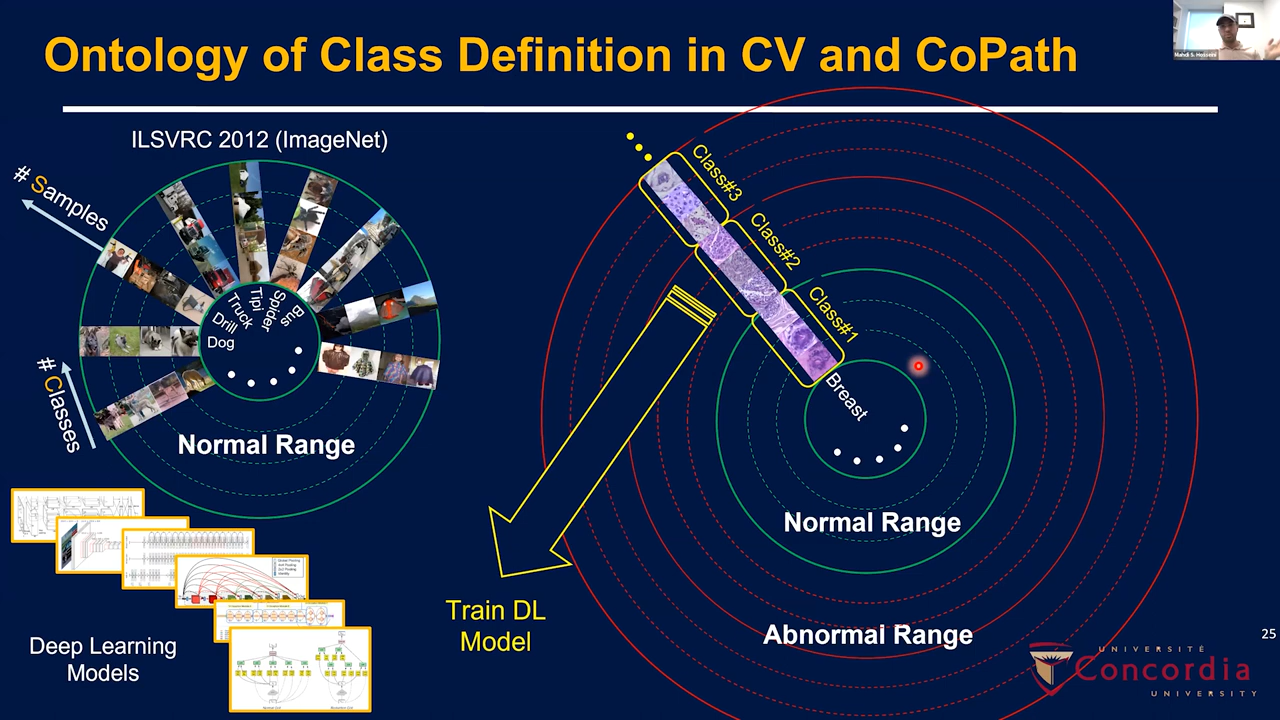 Ontology of Class Definition in CV and CoPath
Mahdi S. Hosseini
ILSVRC 2012 (ImageNet)
# Samples
# Classes
Dog
Drill
Truck
Tipi
Spider
Bus
Normal Range
Deep Learning
Models
Class#3
Class#2
Class#1
Breast
Normal Range
Abnormal Range
Train DL
Model
25
UNIVERSITÉ
Concordia
UNIVERSITY